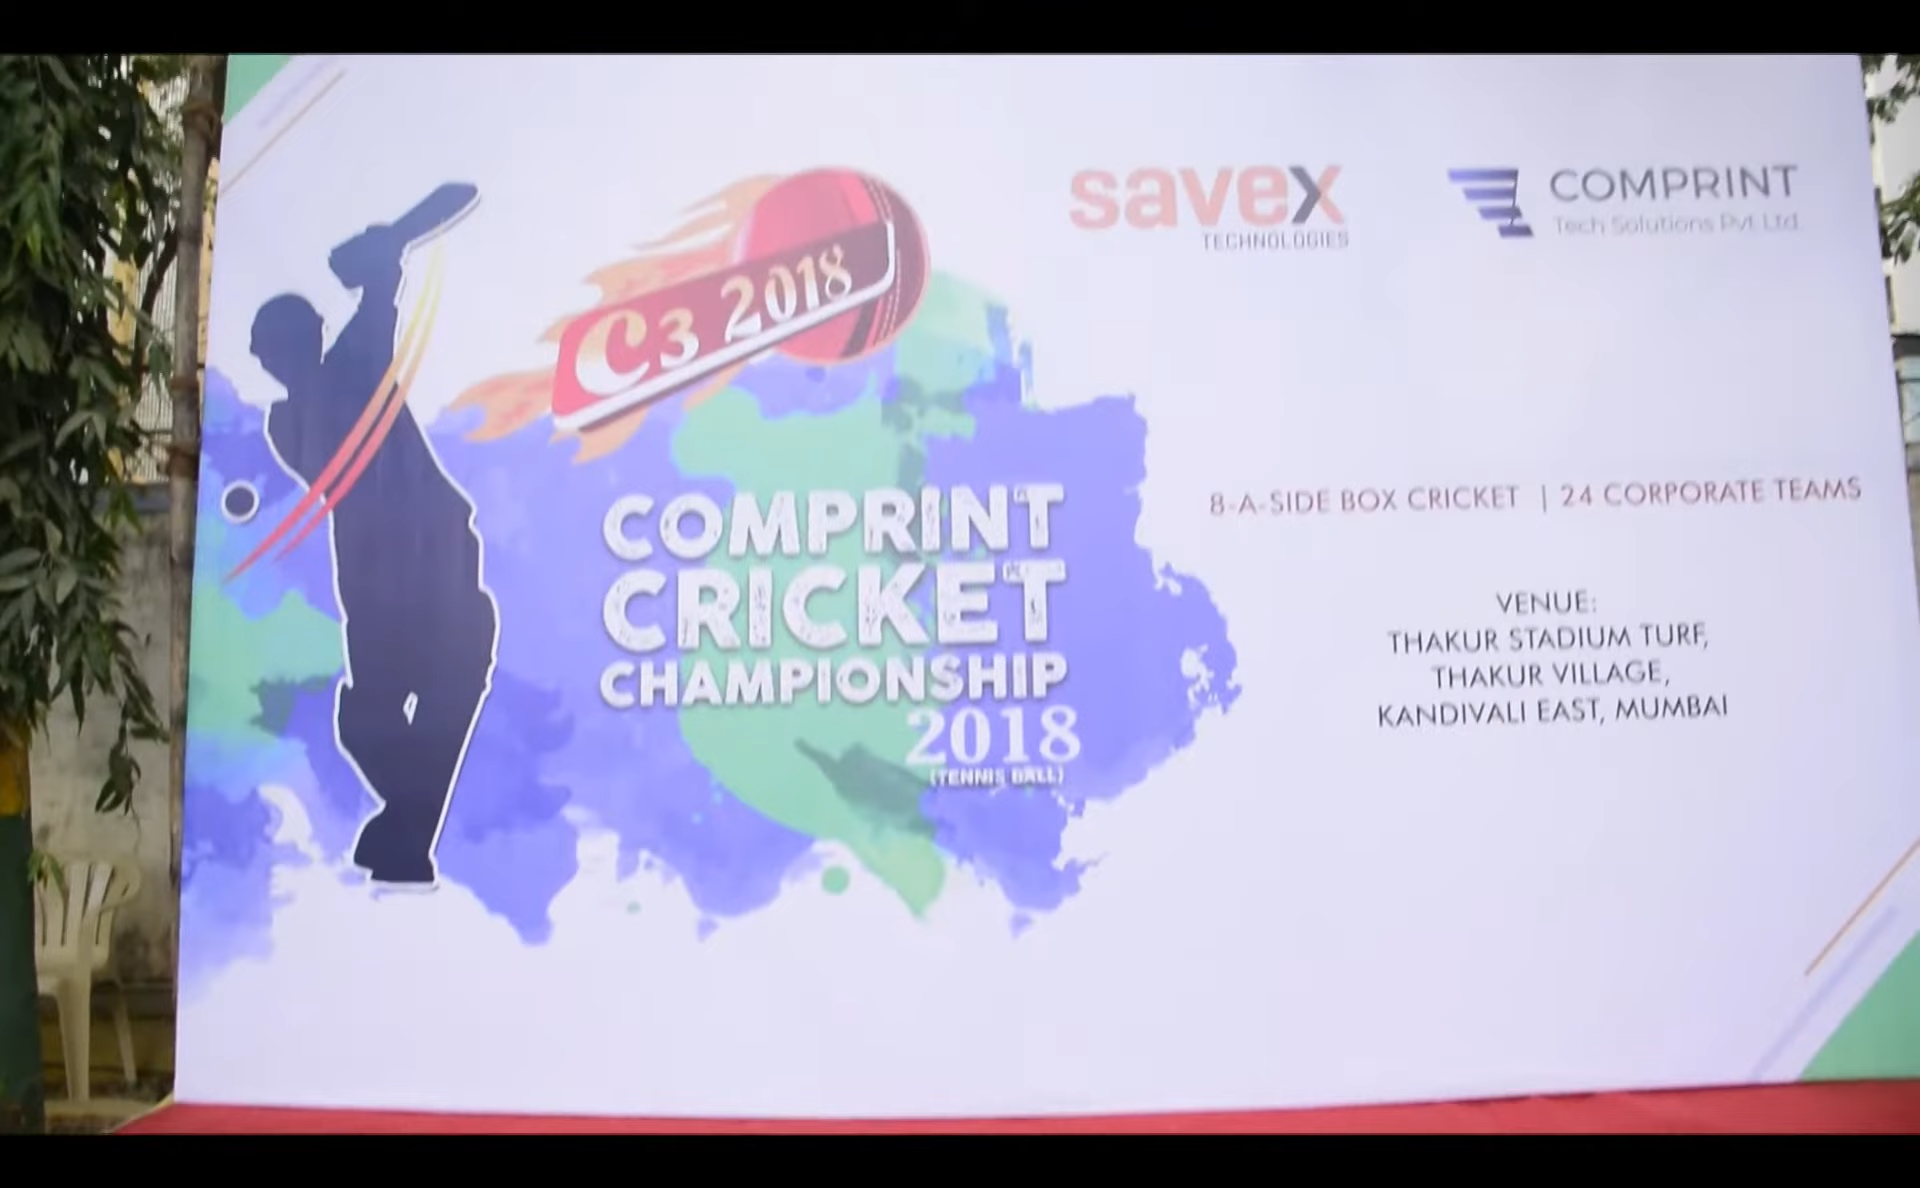 C3 2018
savex
TECHNOLOGIES
COMPRINT
Tech Solutions Pvt. Ltd.
COMPRINT
CRICKET
CHAMPIONSHIP
2018
(TENNIS BALL)
8-A-SIDE BOX CRICKET | 24 CORPORATE TEAMS
VENUE:
THAKUR STADIUM TURF,
THAKUR VILLAGE,
KANDIVALI EAST, MUMBAI